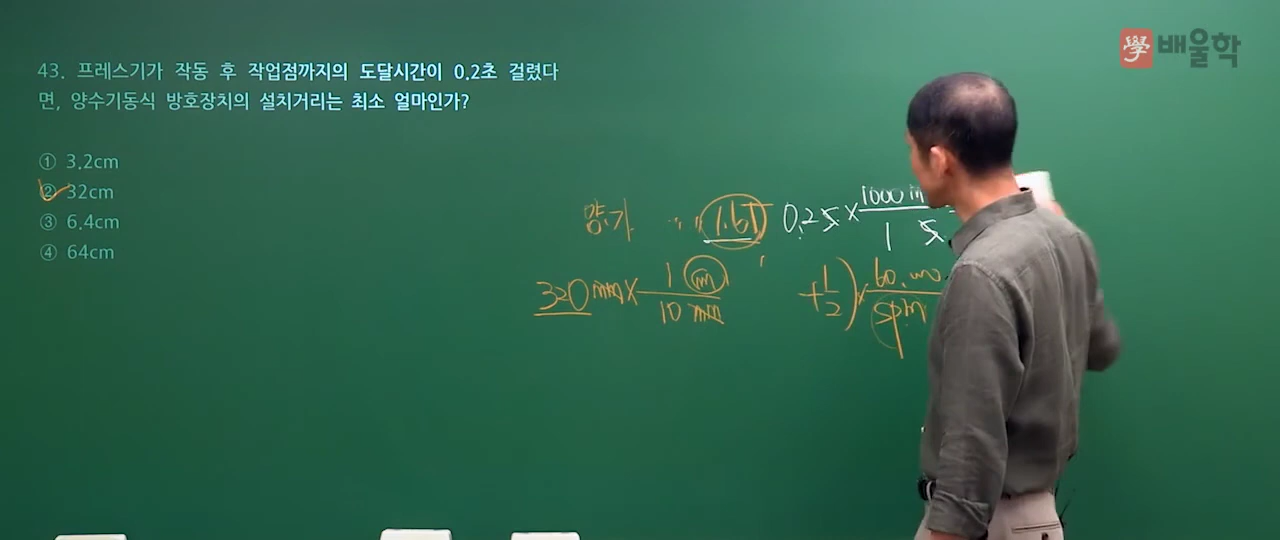 學 배울학
43. 프레스기가 작동 후 작업점까지의 도달시간이 0.2초 걸렸다
면, 양수기동식 방호장치의 설치거리는 최소 얼마인가?
① 3.2cm
② 32cm
③ 6.4cm
④ 64cm
양.기 1.6T 0.2s × 1000 m
1 s
320 mm × 1 cm
10 mm
+ 1/2) × 60,000
spm